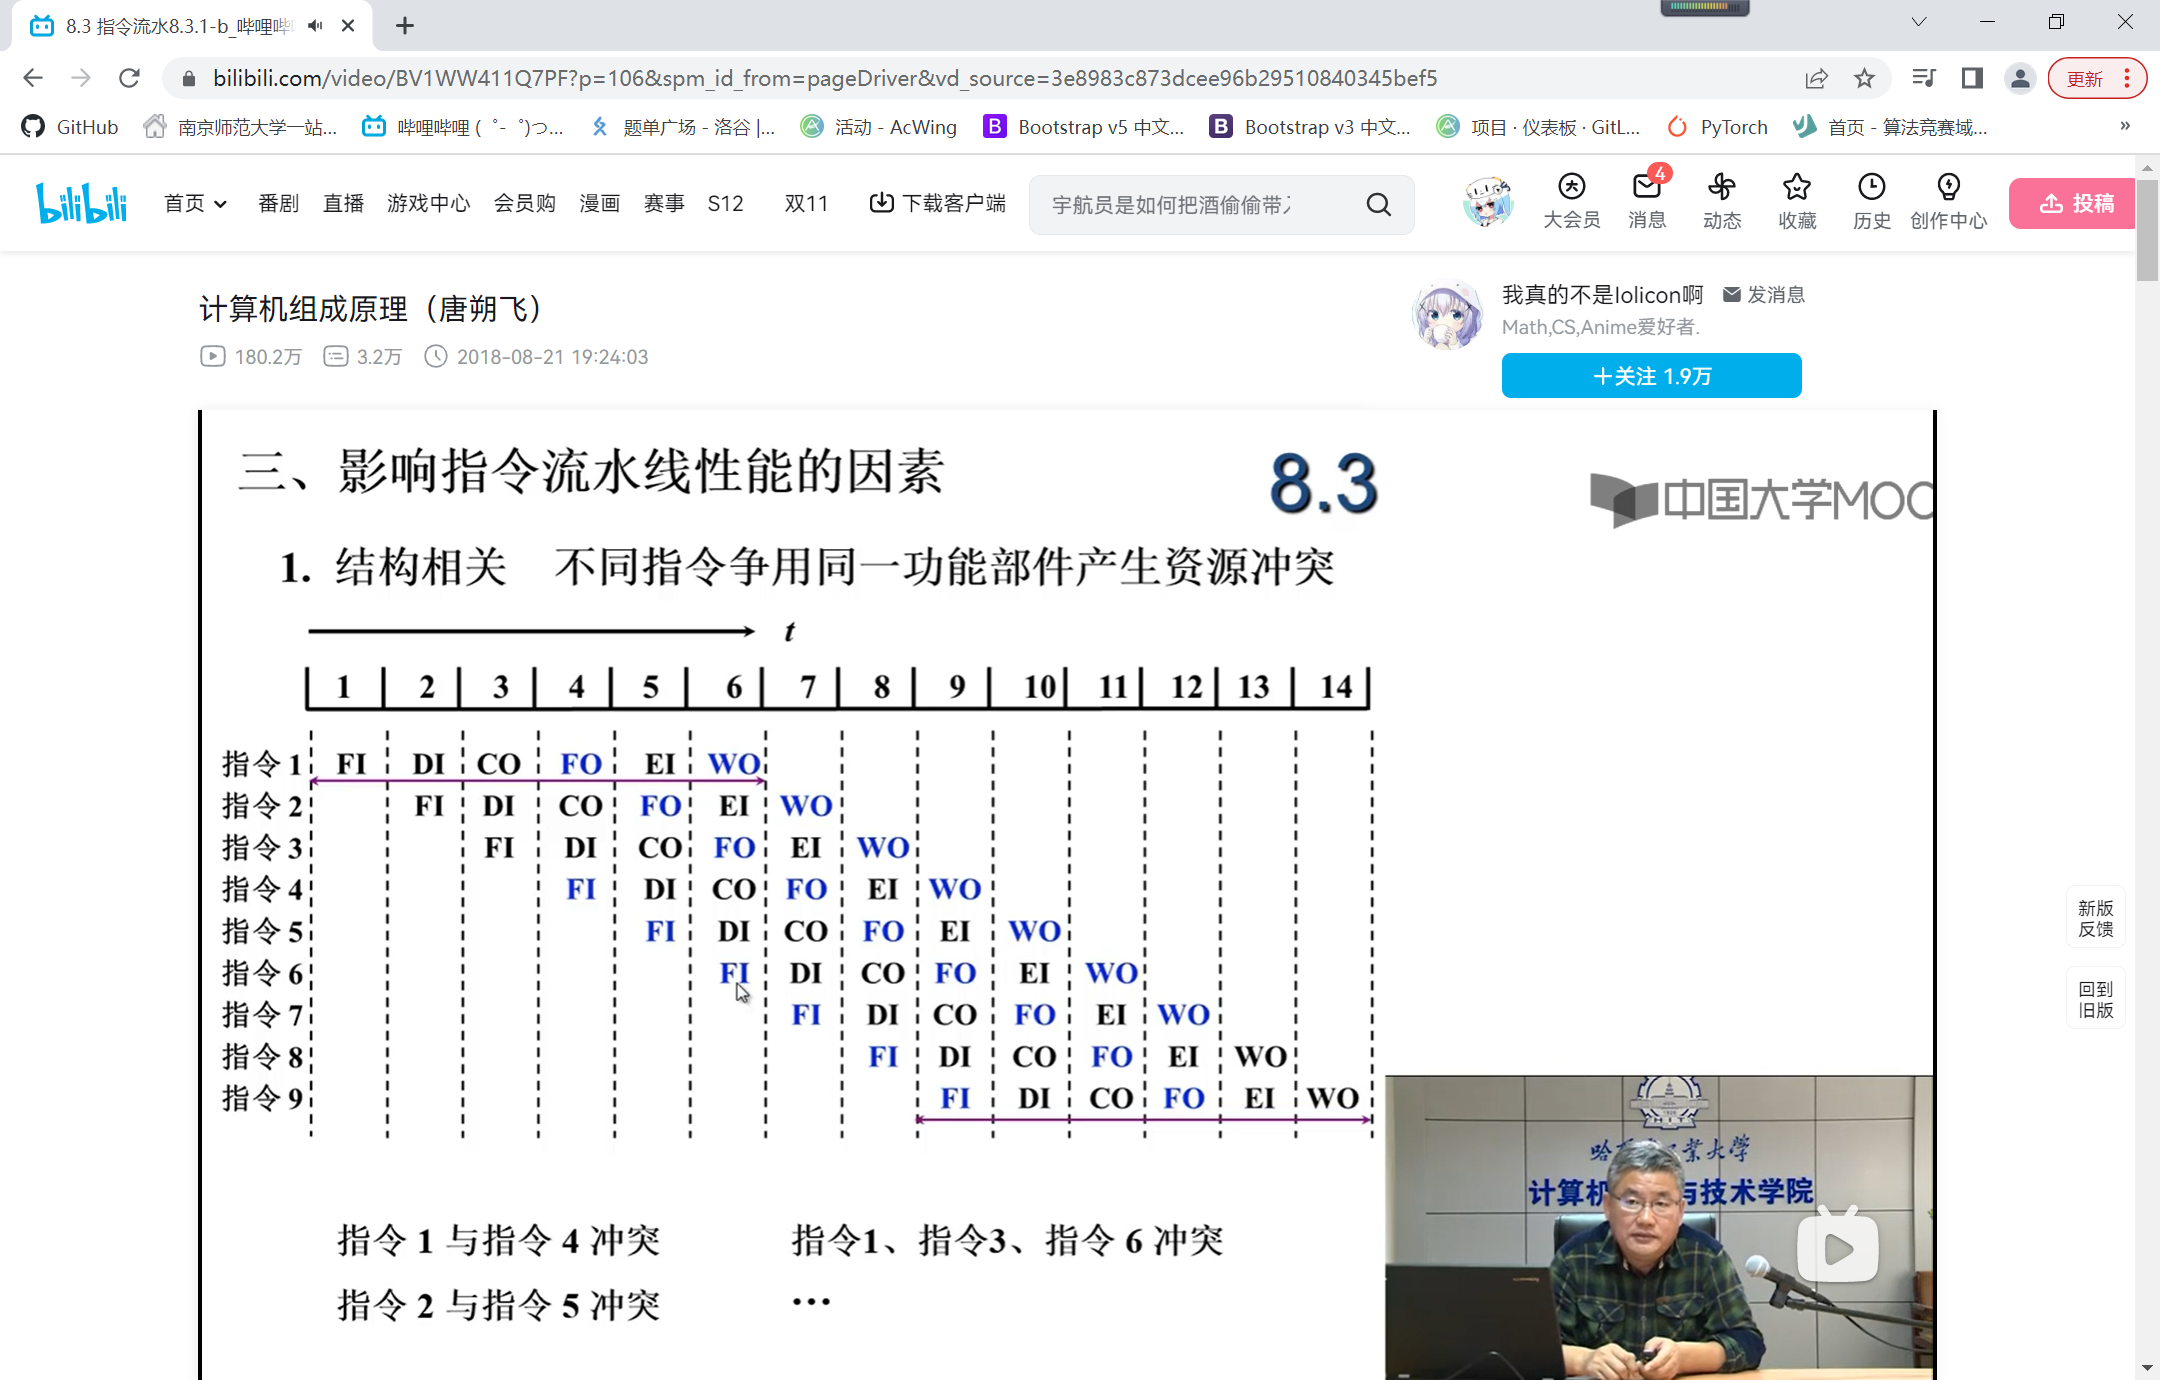 8.3 指令流水8.3.1-b_哔哩哔哩
bilibili.com/video/BV1WW411Q7PF?p=106&spm_id_from=pageDriver&vd_source=3e8983c873dcee96b29510840345bef5
更新
GitHub 南京师范大学一站... 哔哩哔哩 (゜-゜)つ... 题单广场 - 洛谷 |... 活动 - AcWing Bootstrap v5 中文... Bootstrap v3 中文... 项目 · 仪表板 · GitL... PyTorch 首页 - 算法竞赛域... »
bilibili 首页 番剧 直播 游戏中心 会员购 漫画 赛事 S12 双11 下载客户端 宇航员是如何把酒偷偷带 大会员 4 消息 动态 收藏 历史 创作中心 投稿
计算机组成原理（唐朔飞）
180.2万 3.2万 2018-08-21 19:24:03
我真的不是lolicon啊 发消息
Math,CS,Anime爱好者.
+关注 1.9万
三、影响指令流水线性能的因素 8.3
中国大学MOO
1. 结构相关 不同指令争用同一功能部件产生资源冲突
t
1 2 3 4 5 6 7 8 9 10 11 12 13 14
指令 1 FI DI CO FO EI WO
指令 2 FI DI CO FO EI WO
指令 3 FI DI CO FO EI WO
指令 4 FI DI CO FO EI WO
指令 5 FI DI CO FO EI WO
指令 6 FI DI CO FO EI WO
指令 7 FI DI CO FO EI WO
指令 8 FI DI CO FO EI WO
指令 9 FI DI CO FO EI WO
指令 1 与指令 4 冲突 指令1、指令3、指令 6 冲突
指令 2 与指令 5 冲突 …
哈 业大学
计算机 与技术学院
新版
反馈
回到
旧版